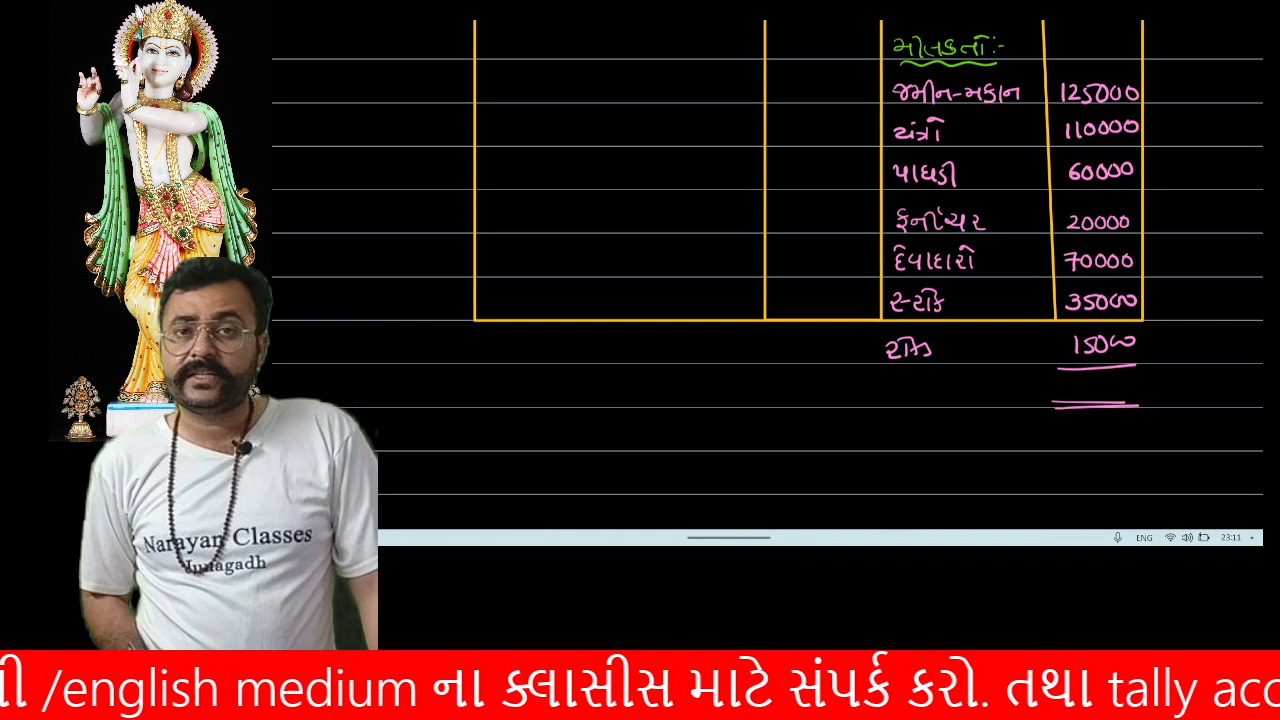 મીલકતો:-
જમીન-મકાન 125000
યંત્રો 110000
પાઘડી 60000
ફર્નીચર 20000
દેવાદારો 70000
સ્ટોક 35000
રોકડ 15000
Narayan Classes
Junagadh
ENG 23:11
/english medium ના ક્લાસીસ માટે સંપર્ક કરો. તથા tally acc